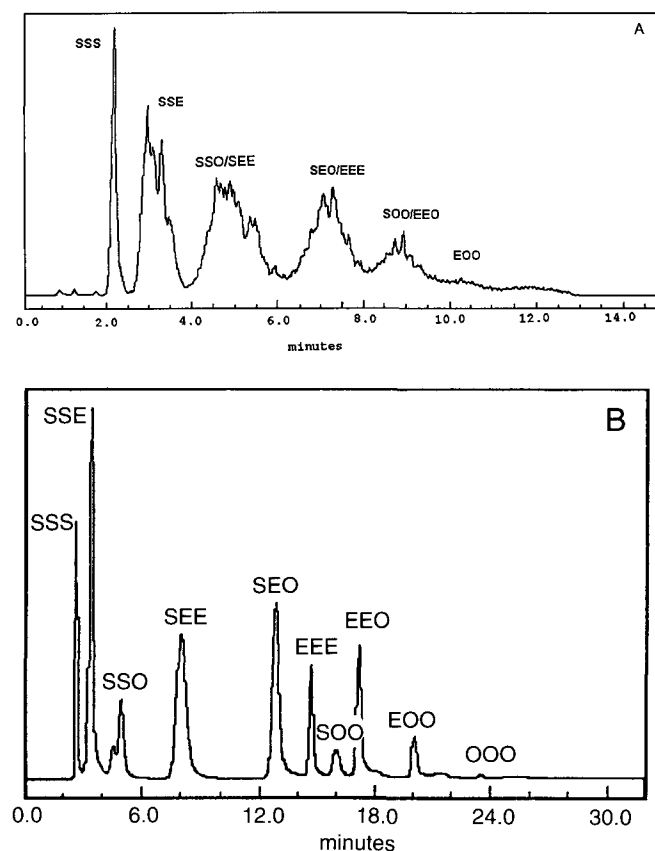 A
SSS
SSE
SSO/SEE
SEO/EEE
SOO/EEO
EOO
0.0 2.0 4.0 6.0 8.0 10.0 12.0 14.0
minutes
B
SSE
SSS
SSO
SEE
SEO
EEE
SOO
EEO
EOO
OOO
0.0 6.0 12.0 18.0 24.0 30.0
minutes